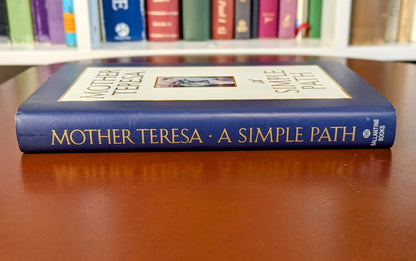 MOTHER
TERESA
A
SIMPLE
PATH
MOTHER TERESA · A SIMPLE PATH
BALLANTINE
BOOKS